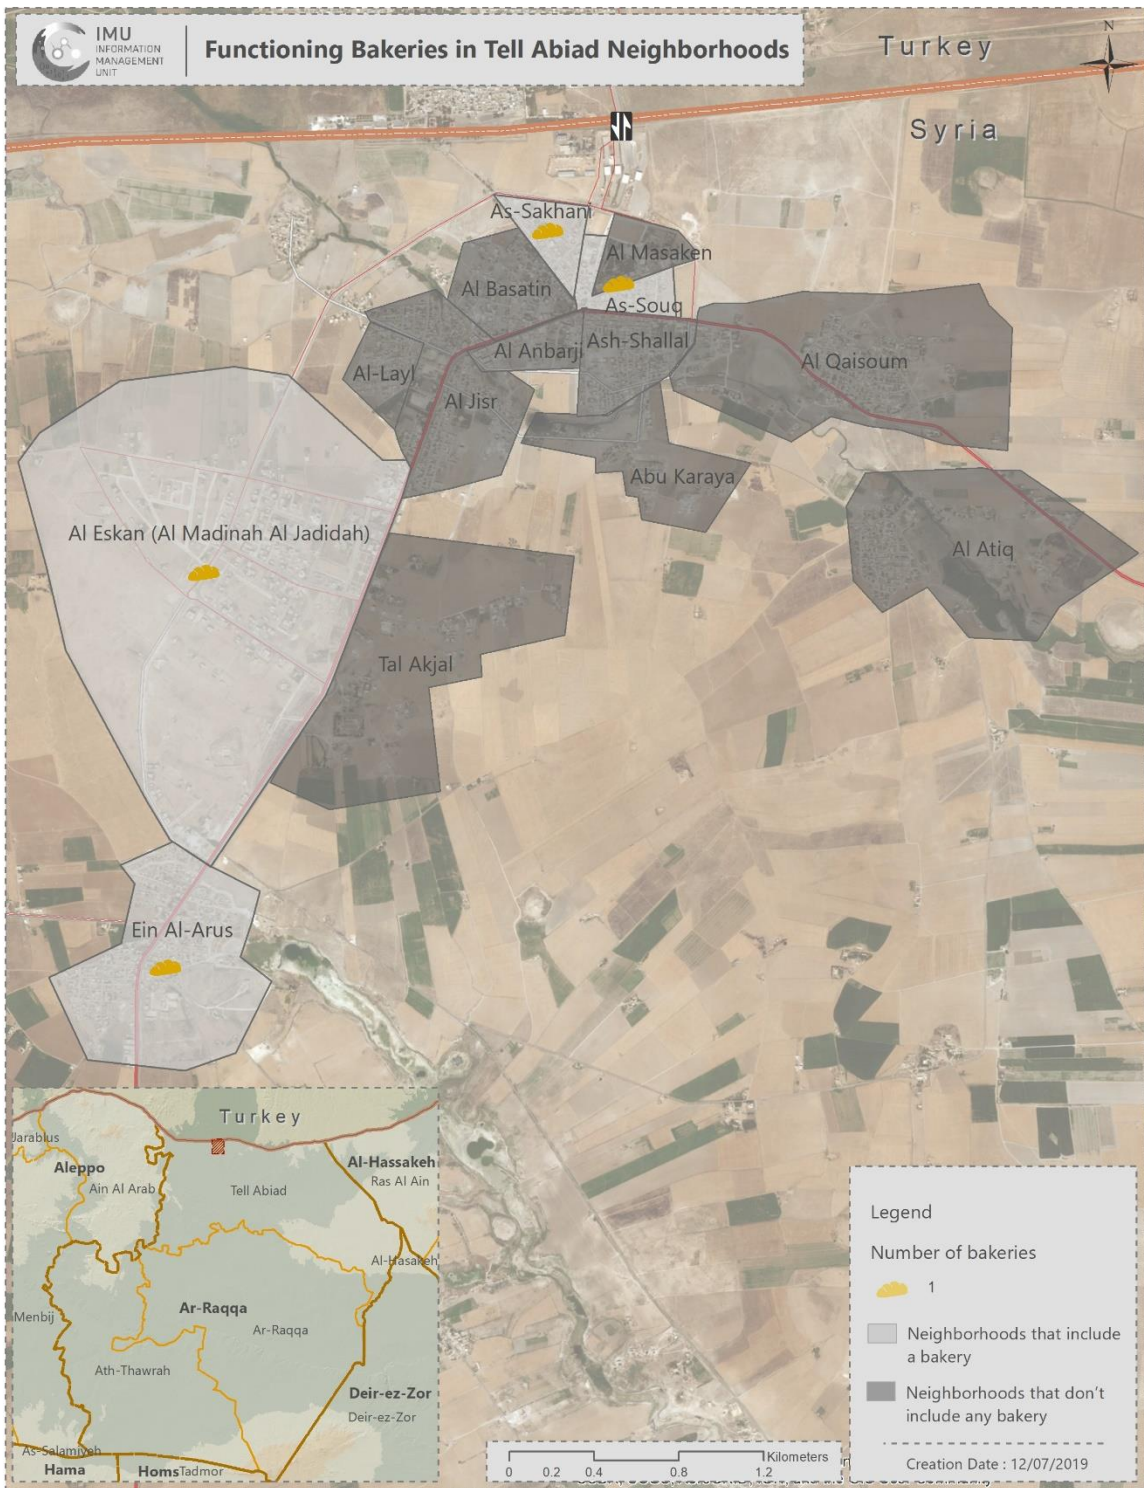 IMU
INFORMATION
MANAGEMENT
UNIT
Functioning Bakeries in Tell Abiad Neighborhoods
Turkey
N
Syria
As-Sakhani
Al Masaken
Al Basatin
As-Souq
Ash-Shallal
Al Anbarji
Al Qaisoum
Al-Layl
Al Jisr
Abu Karaya
Al Eskan (Al Madinah Al Jadidah)
Al Atiq
Tal Akjal
Ein Al-Arus
Turkey
Jarablus
Aleppo
Ain Al Arab
Al-Hassakeh
Ras Al Ain
Tell Abiad
Al-Hasakeh
Menbij
Ar-Raqqa
Ar-Raqqa
Ath-Thawrah
Deir-ez-Zor
Deir-ez-Zor
As-Salamiyeh
Hama
Homs
Tadmor
Legend
Number of bakeries
1
Neighborhoods that include
a bakery
Neighborhoods that don't
include any bakery
Creation Date : 12/07/2019
Kilometers
0 0.2 0.4 0.8 1.2